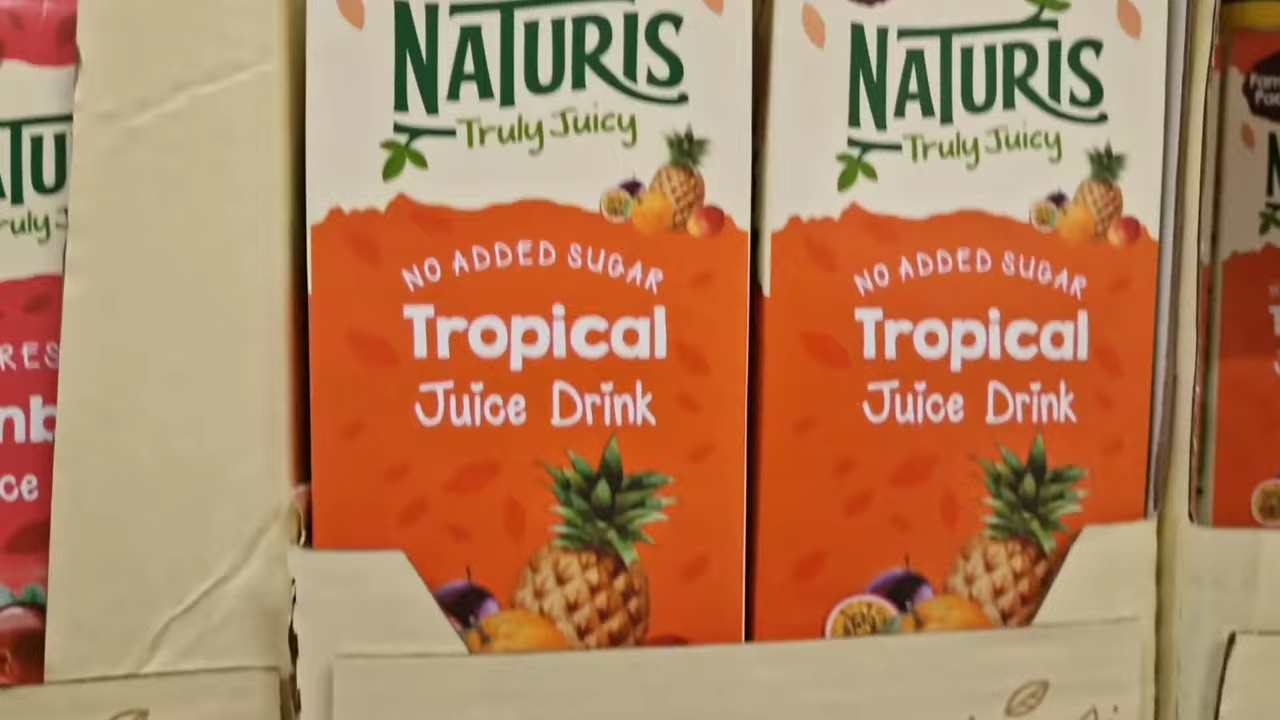 NATURIS
Truly Juicy
NO ADDED SUGAR
Tropical
Juice Drink
NATURIS
Truly Juicy
NO ADDED SUGAR
Tropical
Juice Drink